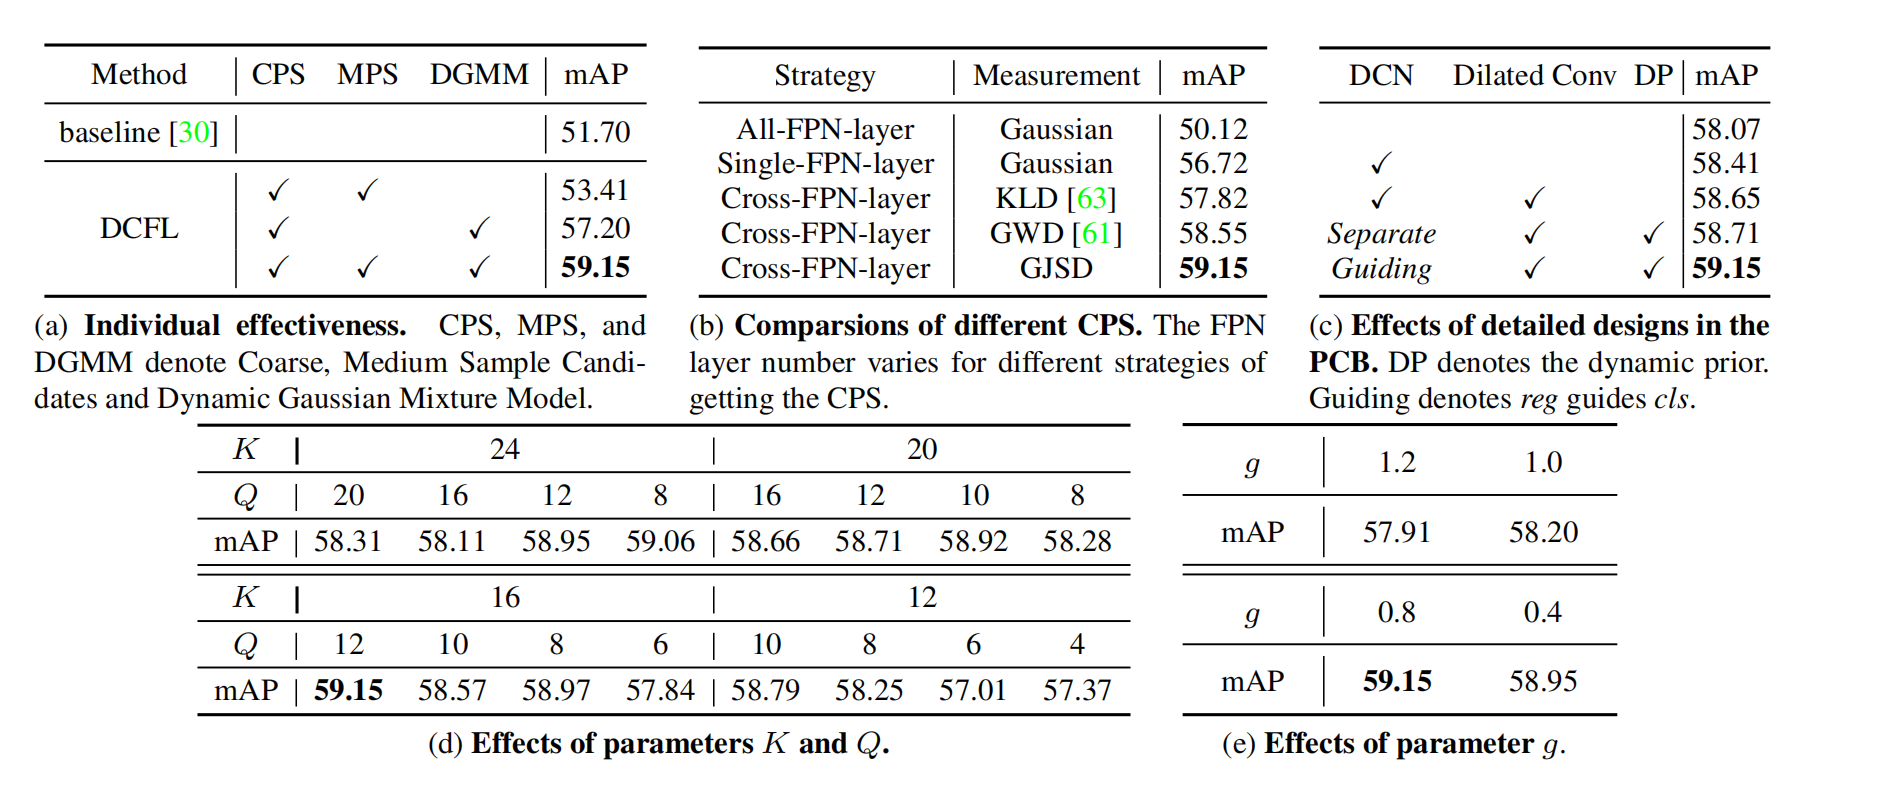 Method CPS MPS DGMM mAP
baseline [30] 51.70
✓ ✓ 53.41
DCFL ✓ ✓ 57.20
✓ ✓ ✓ 59.15
(a) Individual effectiveness. CPS, MPS, and
DGMM denote Coarse, Medium Sample Candi-
dates and Dynamic Gaussian Mixture Model.
Strategy Measurement mAP
All-FPN-layer Gaussian 50.12
Single-FPN-layer Gaussian 56.72
Cross-FPN-layer KLD [63] 57.82
Cross-FPN-layer GWD [61] 58.55
Cross-FPN-layer GJSD 59.15
(b) Comparsions of different CPS. The FPN
layer number varies for different strategies of
getting the CPS.
DCN Dilated Conv DP mAP
58.07
✓ 58.41
✓ ✓ 58.65
Separate ✓ ✓ 58.71
Guiding ✓ ✓ 59.15
(c) Effects of detailed designs in the
PCB. DP denotes the dynamic prior.
Guiding denotes reg guides cls.
K 24 20
Q 20 16 12 8 16 12 10 8
mAP 58.31 58.11 58.95 59.06 58.66 58.71 58.92 58.28
K 16 12
Q 12 10 8 6 10 8 6 4
mAP 59.15 58.57 58.97 57.84 58.79 58.25 57.01 57.37
(d) Effects of parameters K and Q.
g 1.2 1.0
mAP 57.91 58.20
g 0.8 0.4
mAP 59.15 58.95
(e) Effects of parameter g.